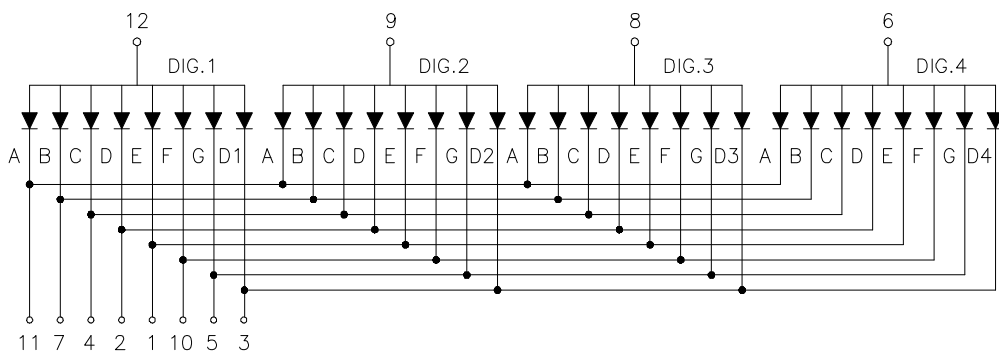 12 9 8 6
DIG.1 DIG.2 DIG.3 DIG.4
A B C D E F G D1 A B C D E F G D2 A B C D E F G D3 A B C D E F G D4
11 7 4 2 1 10 5 3